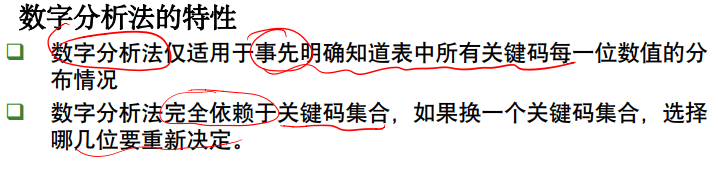 数字分析法的特性
数字分析法仅适用于事先明确知道表中所有关键码每一位数值的分
布情况
数字分析法完全依赖于关键码集合，如果换一个关键码集合，选择
哪几位要重新决定。